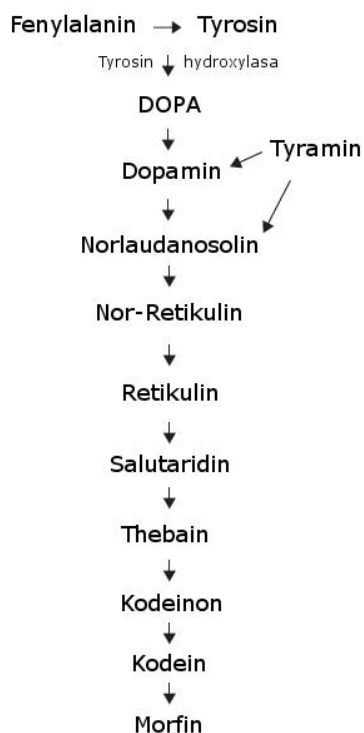 Fenylalanin → Tyrosin
Tyrosin hydroxylasa
DOPA
Tyramin
Dopamin
Norlaudanosolin
Nor-Retikulin
Retikulin
Salutaridin
Thebain
Kodeinon
Kodein
Morfin